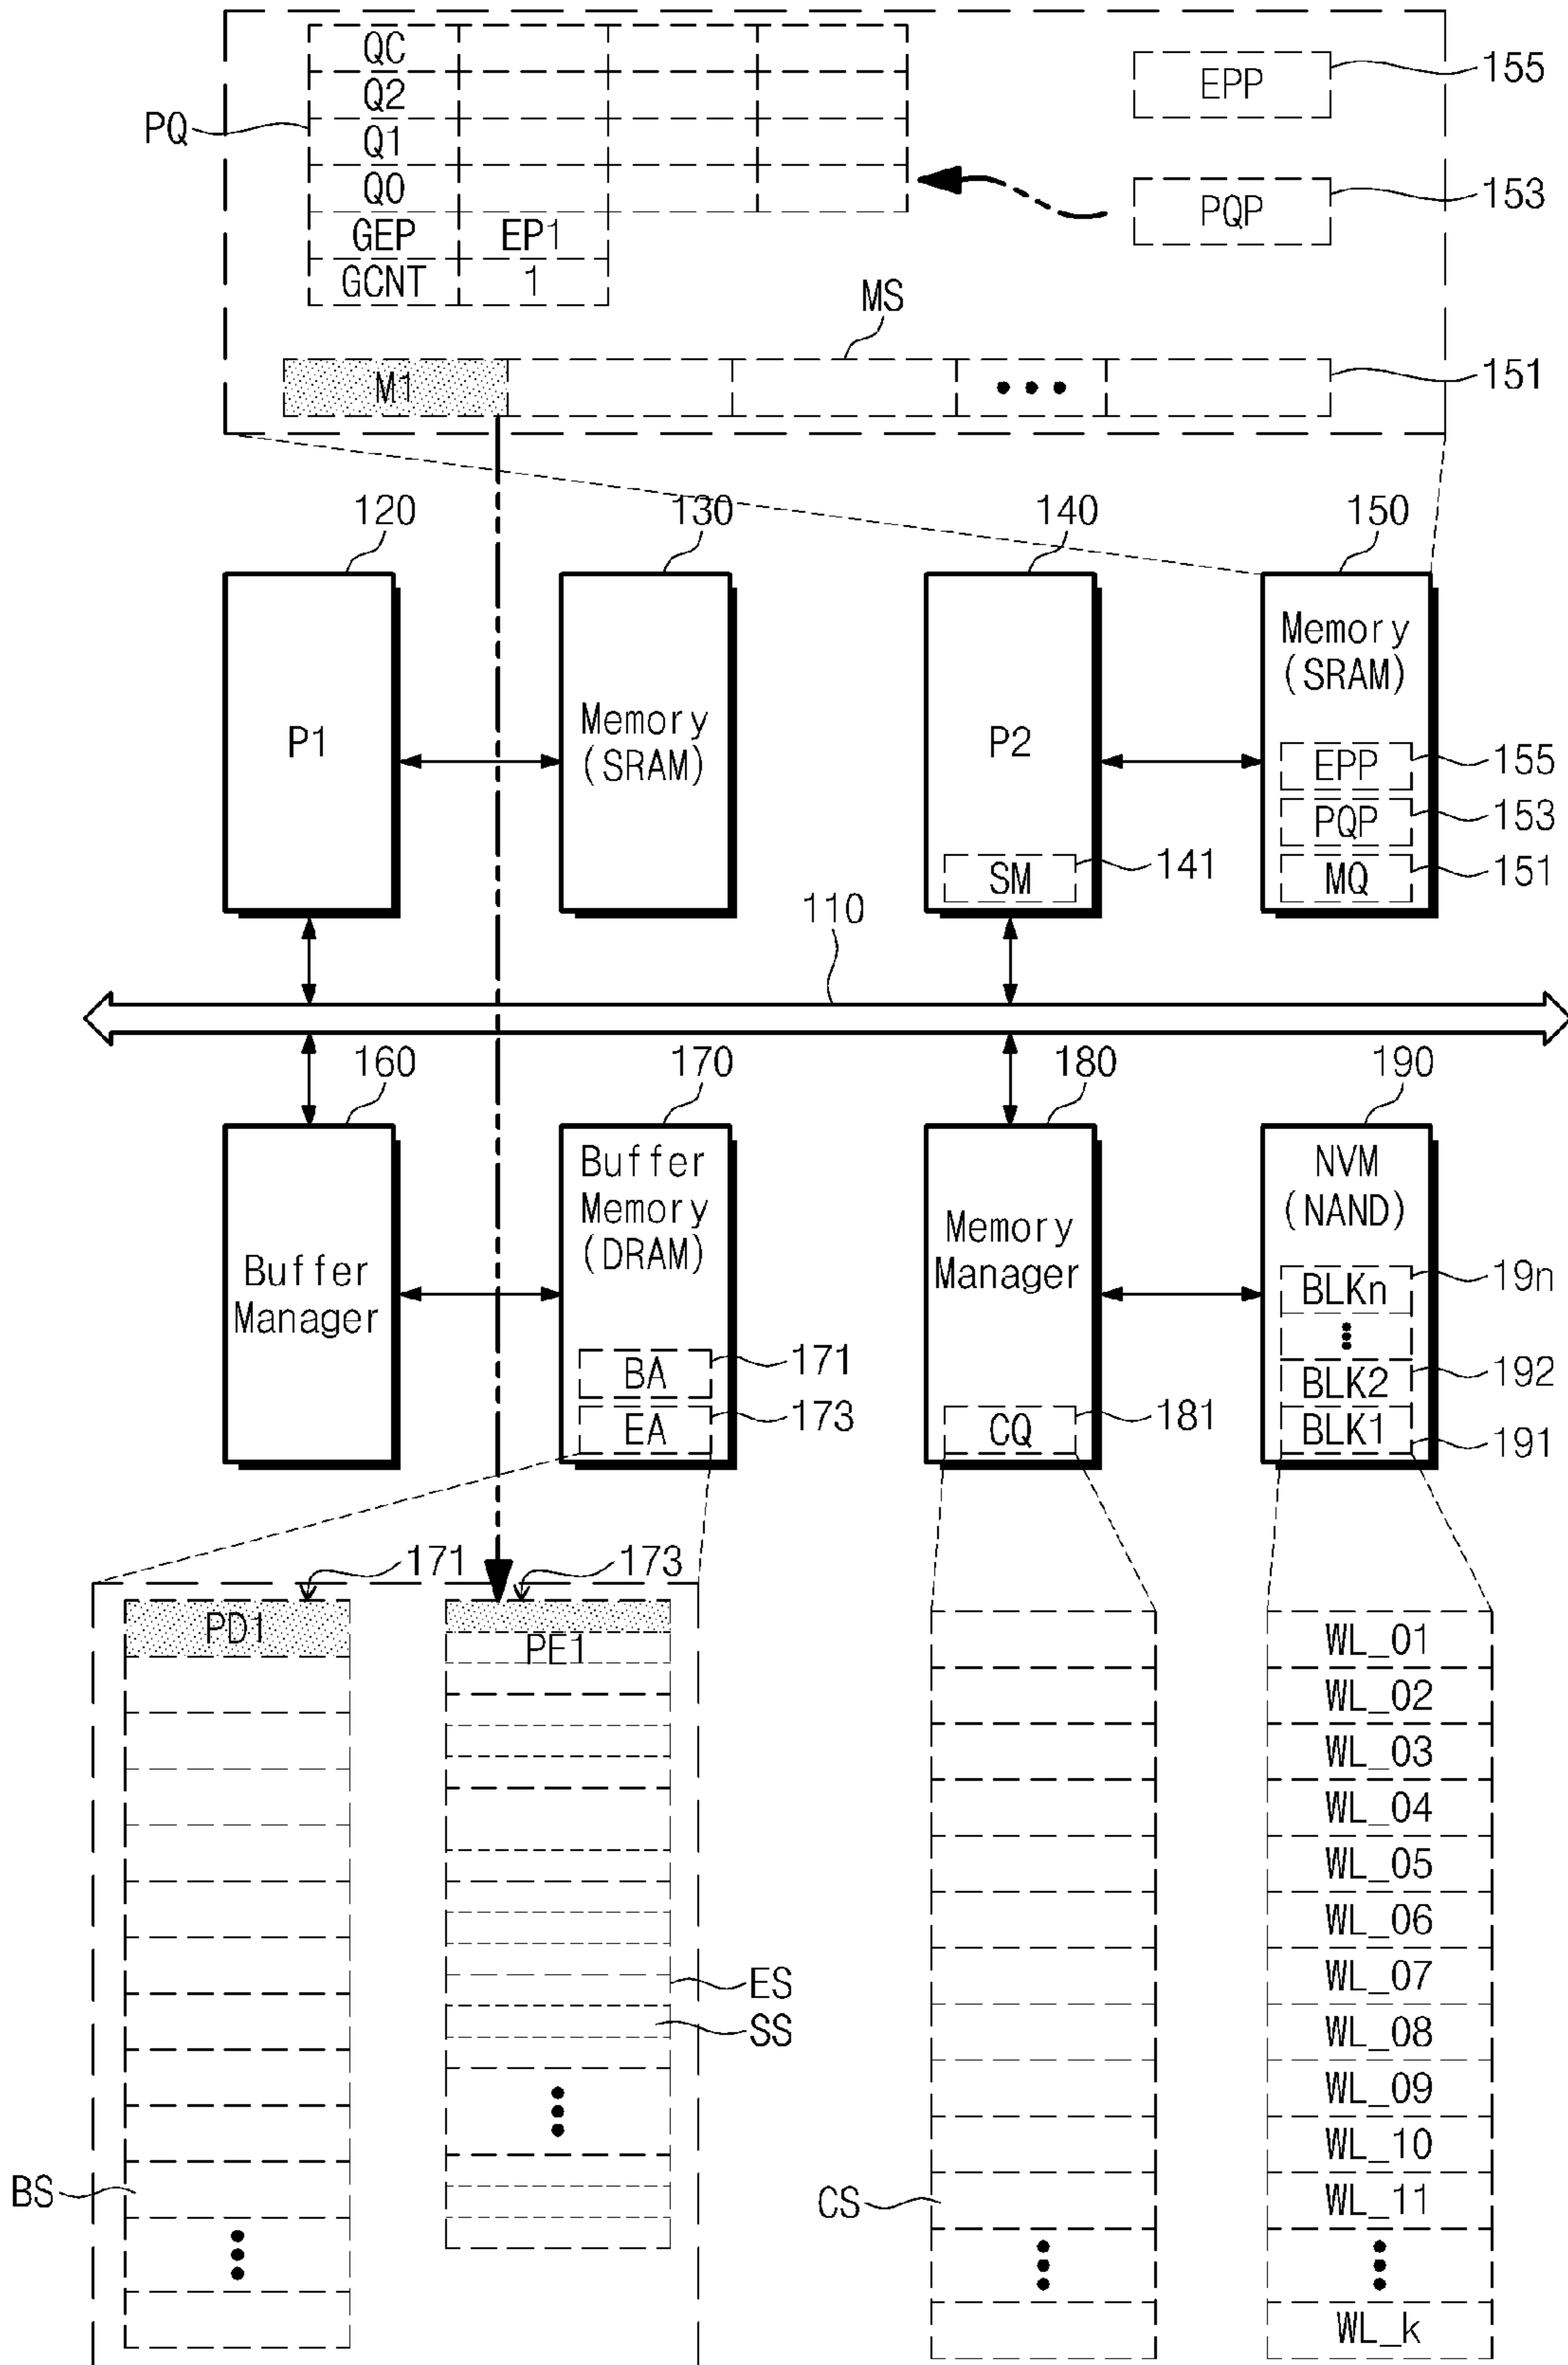 QC
EPP
155
Q2
PQ
Q1
Q0
PQP
153
GEP EP1
GCNT 1
MS
M1
151
120
130
140
150
P1
Memory
(SRAM)
P2
SM
141
Memory
(SRAM)
EPP
155
PQP
153
MQ
151
110
160
170
180
190
Buffer
Manager
Buffer
Memory
(DRAM)
BA
171
EA
173
Memory
Manager
CQ
181
NVM
(NAND)
BLKn
19n
BLK2
192
BLK1
191
171
173
PD1
PE1
ES
SS
BS
CS
WL_01
WL_02
WL_03
WL_04
WL_05
WL_06
WL_07
WL_08
WL_09
WL_10
WL_11
WL_k